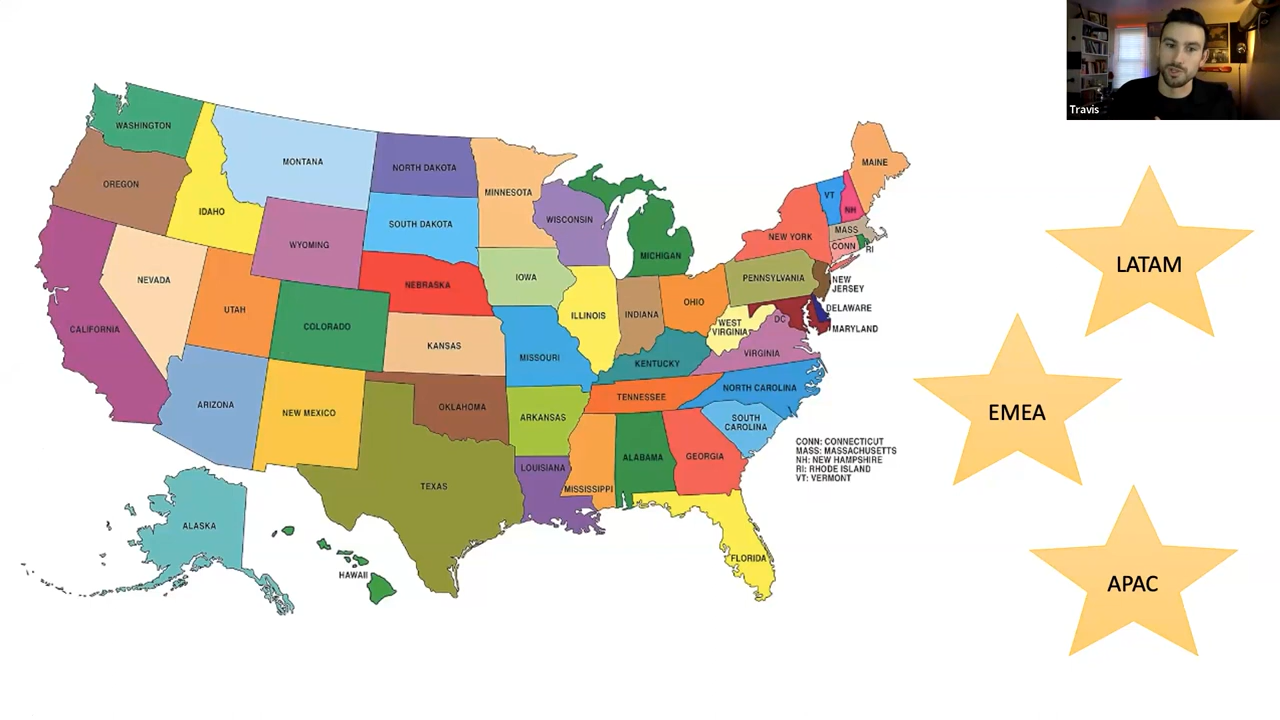 Travis
WASHINGTON
MONTANA
NORTH DAKOTA
MINNESOTA
MAINE
OREGON
IDAHO
WYOMING
SOUTH DAKOTA
WISCONSIN
MICHIGAN
NEW YORK
VT
NH
MASS
CONN
RI
NEVADA
UTAH
COLORADO
NEBRASKA
IOWA
ILLINOIS
INDIANA
OHIO
PENNSYLVANIA
NEW
JERSEY
DELAWARE
MARYLAND
DC
WEST
VIRGINIA
VIRGINIA
CALIFORNIA
KANSAS
MISSOURI
KENTUCKY
ARIZONA
NEW MEXICO
OKLAHOMA
ARKANSAS
TENNESSEE
NORTH CAROLINA
SOUTH
CAROLINA
TEXAS
LOUISIANA
MISSISSIPPI
ALABAMA
GEORGIA
FLORIDA
ALASKA
HAWAII
CONN: CONNECTICUT
MASS: MASSACHUSETTS
NH: NEW HAMPSHIRE
RI: RHODE ISLAND
VT: VERMONT
LATAM
EMEA
APAC